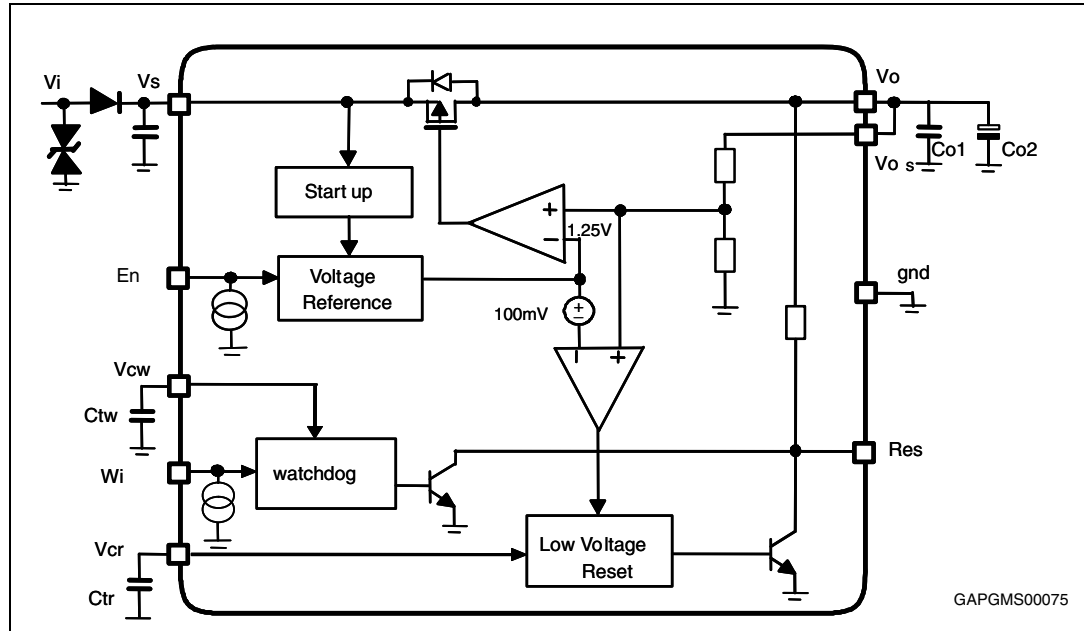 Vi
Vs
Vo
Vo s
Co1
Co2
Start up
+
1.25V
−
En
Voltage
Reference
gnd
100mV
+
−
− +
Vcw
Ctw
Res
Wi
watchdog
Vcr
Low Voltage
Reset
Ctr
GAPGMS00075